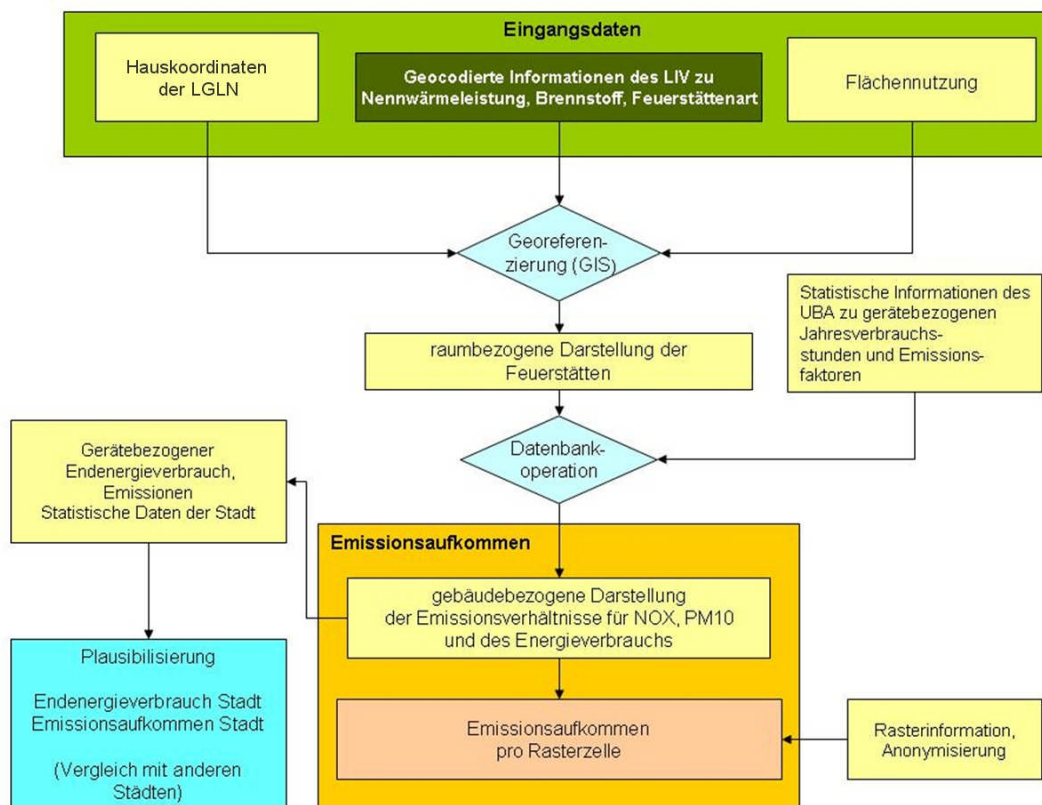 Eingangsdaten
Hauskoordinaten
der LGLN
Geocodierte Informationen des LIV zu
Nennwärmeleistung, Brennstoff, Feuerstättenart
Flächennutzung
Georeferen-
zierung (GIS)
Statistische Informationen des
UBA zu gerätebezogenen
Jahresverbrauchs-
stunden und Emissions-
faktoren
raumbezogene Darstellung der
Feuerstätten
Datenbank-
operation
Gerätebezogener
Endenergieverbrauch,
Emissionen
Statistische Daten der Stadt
Emissionsaufkommen
gebäudebezogene Darstellung
der Emissionsverhältnisse für NOX, PM10
und des Energieverbrauchs
Plausibilisierung
Endenergieverbrauch Stadt
Emissionsaufkommen Stadt
(Vergleich mit anderen
Städten)
Emissionsaufkommen
pro Rasterzelle
Rasterinformation,
Anonymisierung